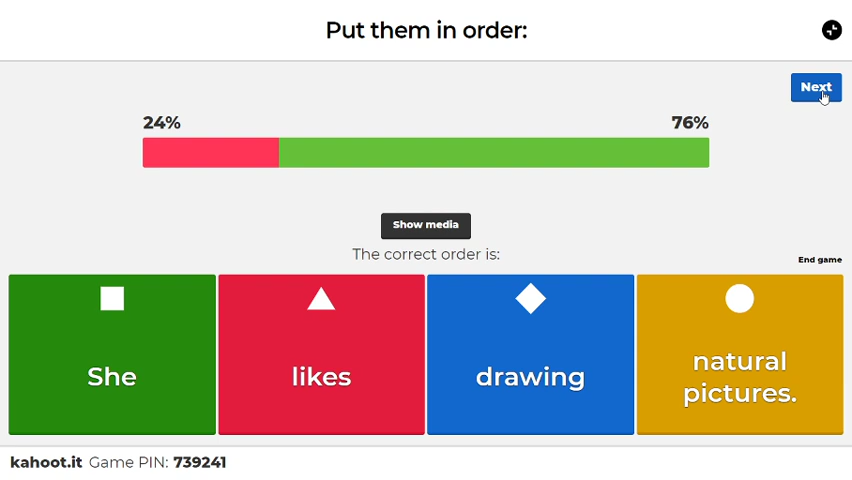 Put them in order:
Next
24% 76%
Show media
The correct order is:
End game
She
likes
drawing
natural
pictures.
kahoot.it Game PIN: 739241